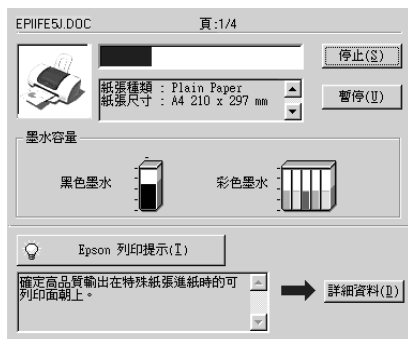 EPIIFE5J.DOC 頁:1/4
停止(S)
紙張種類 : Plain Paper
紙張尺寸 : A4 210 x 297 mm
暫停(U)
墨水容量
黑色墨水 彩色墨水
Epson 列印提示(I)
確定高品質輸出在特殊紙張進紙時的可
列印面朝上。
詳細資料(D)